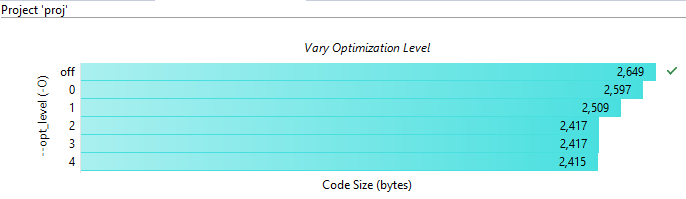 Project 'proj'
Vary Optimization Level
--opt_level (-O)
off 2,649
0 2,597
1 2,509
2 2,417
3 2,417
4 2,415
Code Size (bytes)